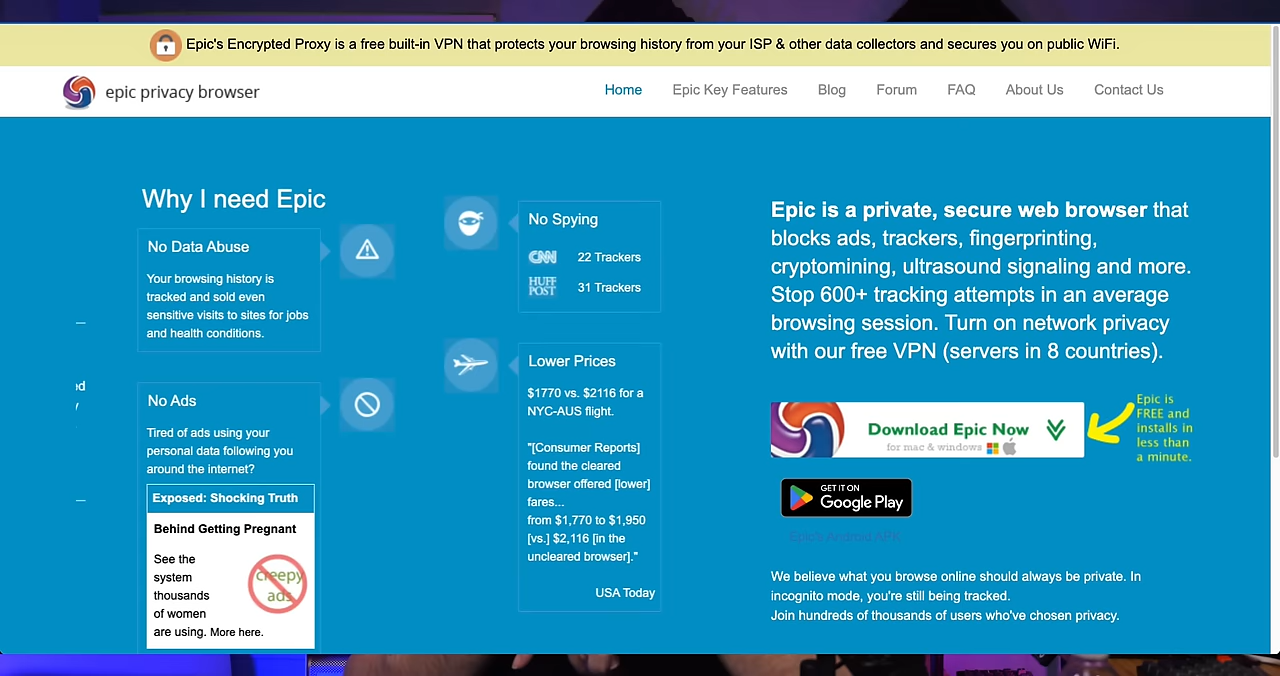 Epic's Encrypted Proxy is a free built-in VPN that protects your browsing history from your ISP & other data collectors and secures you on public WiFi.
epic privacy browser
Home
Epic Key Features
Blog
Forum
FAQ
About Us
Contact Us
Why I need Epic
No Data Abuse
Your browsing history is
tracked and sold even
sensitive visits to sites for jobs
and health conditions.
No Ads
Tired of ads using your
personal data following you
around the internet?
Exposed: Shocking Truth
Behind Getting Pregnant
See the
system
thousands
of women
are using. More here.
creepy
ads
No Spying
CNN
22 Trackers
HUFF
POST
31 Trackers
Lower Prices
$1770 vs. $2116 for a
NYC-AUS flight.
"[Consumer Reports]
found the cleared
browser offered [lower]
fares...
from $1,770 to $1,950
[vs.] $2,116 [in the
uncleared browser]."
USA Today
Epic is a private, secure web browser that
blocks ads, trackers, fingerprinting,
cryptomining, ultrasound signaling and more.
Stop 600+ tracking attempts in an average
browsing session. Turn on network privacy
with our free VPN (servers in 8 countries).
Download Epic Now
for mac & windows
Epic is
FREE and
installs in
less than
a minute.
GET IT ON
Google Play
Epic's Android APK
We believe what you browse online should always be private. In
incognito mode, you're still being tracked.
Join hundreds of thousands of users who've chosen privacy.